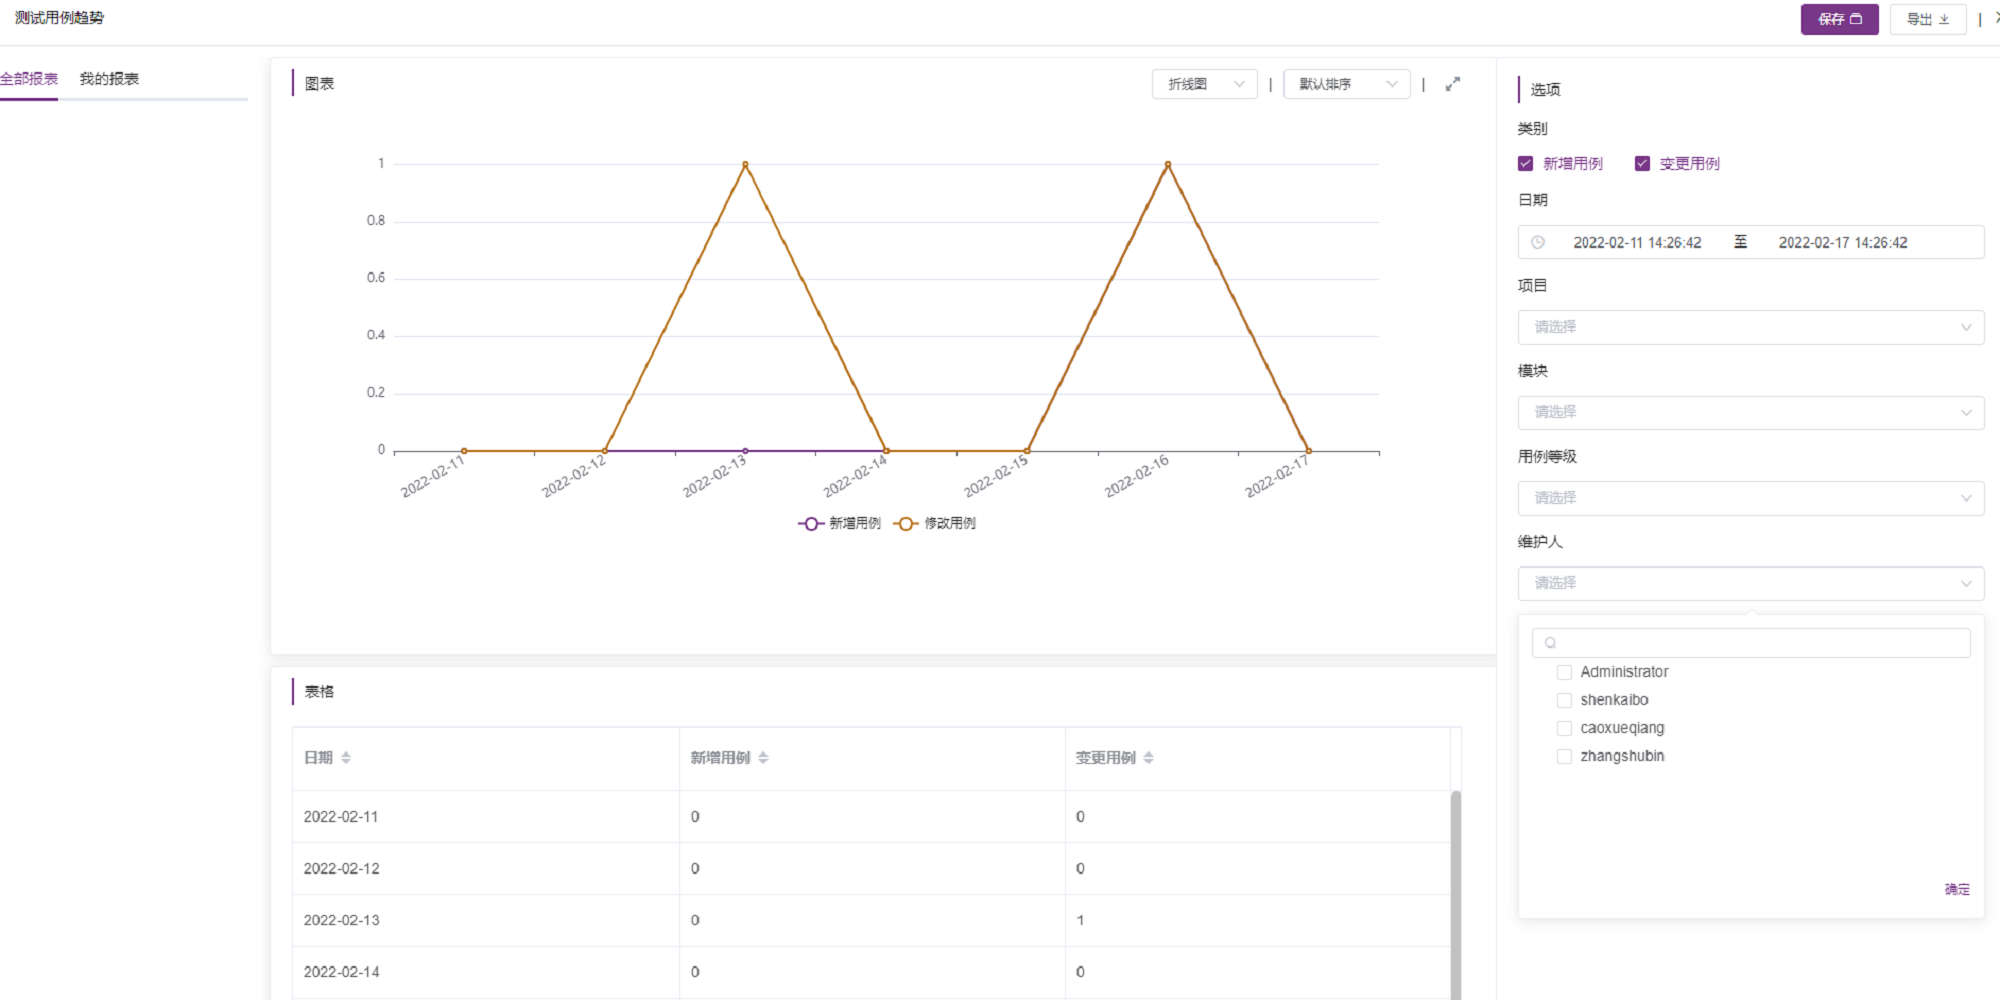 测试用例趋势
保存
导出
全部报表
我的报表
图表
折线图
默认排序
1
0.8
0.6
0.4
0.2
0
2022-02-11
2022-02-12
2022-02-13
2022-02-14
2022-02-15
2022-02-16
2022-02-17
新增用例
修改用例
表格
日期
新增用例
变更用例
2022-02-11
0
0
2022-02-12
0
0
2022-02-13
0
1
2022-02-14
0
0
选项
类别
新增用例
变更用例
日期
2022-02-11 14:26:42 至 2022-02-17 14:26:42
项目
请选择
模块
请选择
用例等级
请选择
维护人
请选择
Administrator
shenkaibo
caoxueqiang
zhangshubin
确定